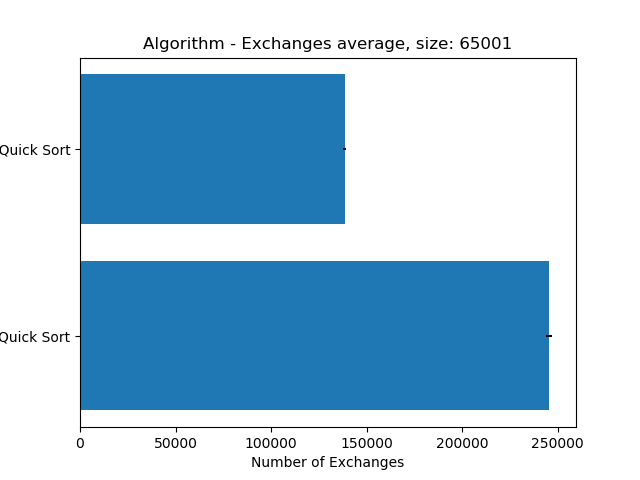 Algorithm - Exchanges average, size: 65001
Quick Sort
Quick Sort
0 50000 100000 150000 200000 250000
Number of Exchanges